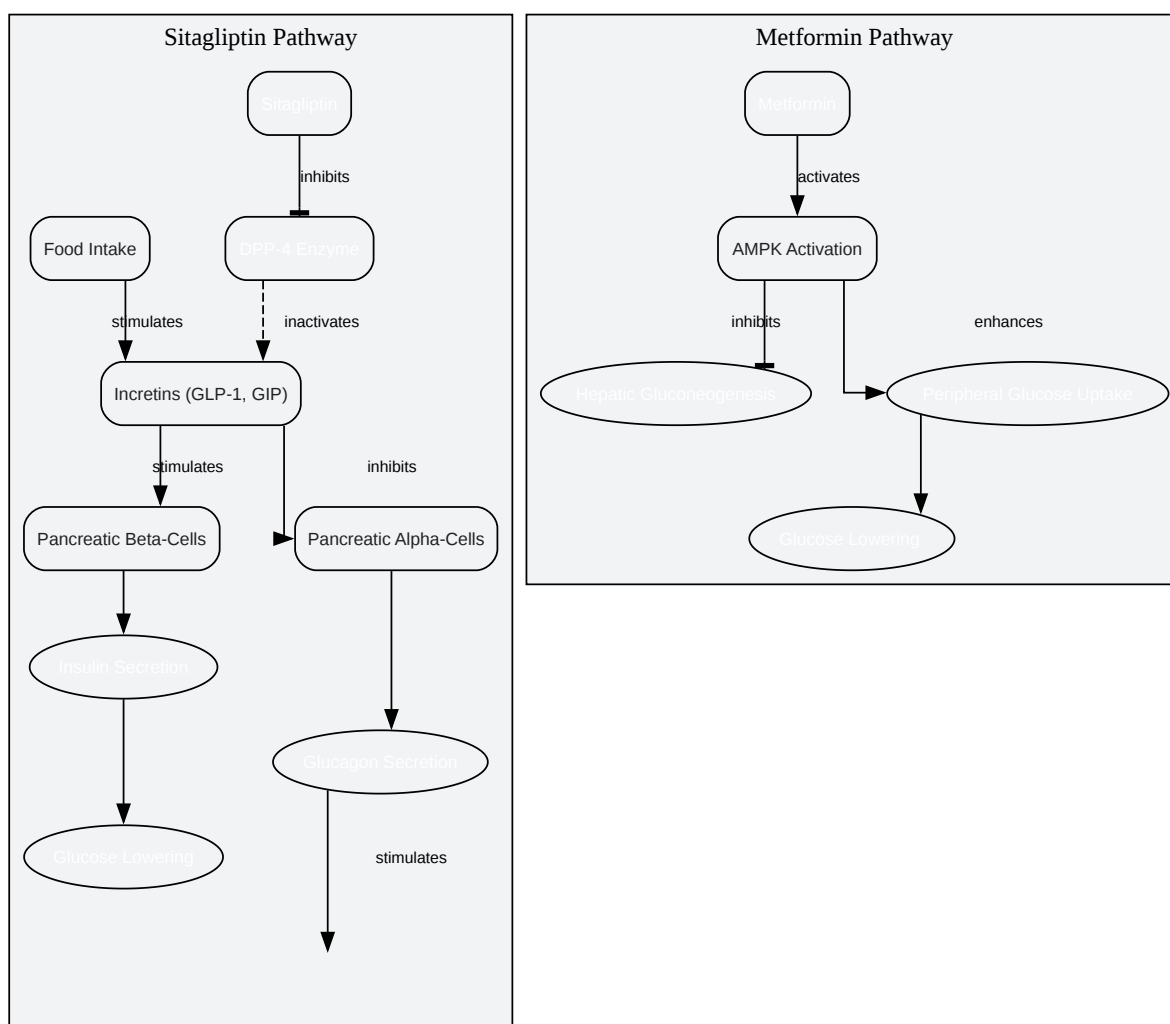 Sitagliptin Pathway
Sitagliptin
inhibits
Food Intake
DPP-4 Enzyme
stimulates
inactivates
Incretins (GLP-1, GIP)
stimulates
inhibits
Pancreatic Beta-Cells
Pancreatic Alpha-Cells
Insulin Secretion
Glucagon Secretion
Glucose Lowering
stimulates
Metformin Pathway
Metformin
activates
AMPK Activation
inhibits
enhances
Hepatic Gluconeogenesis
Peripheral Glucose Uptake
Glucose Lowering